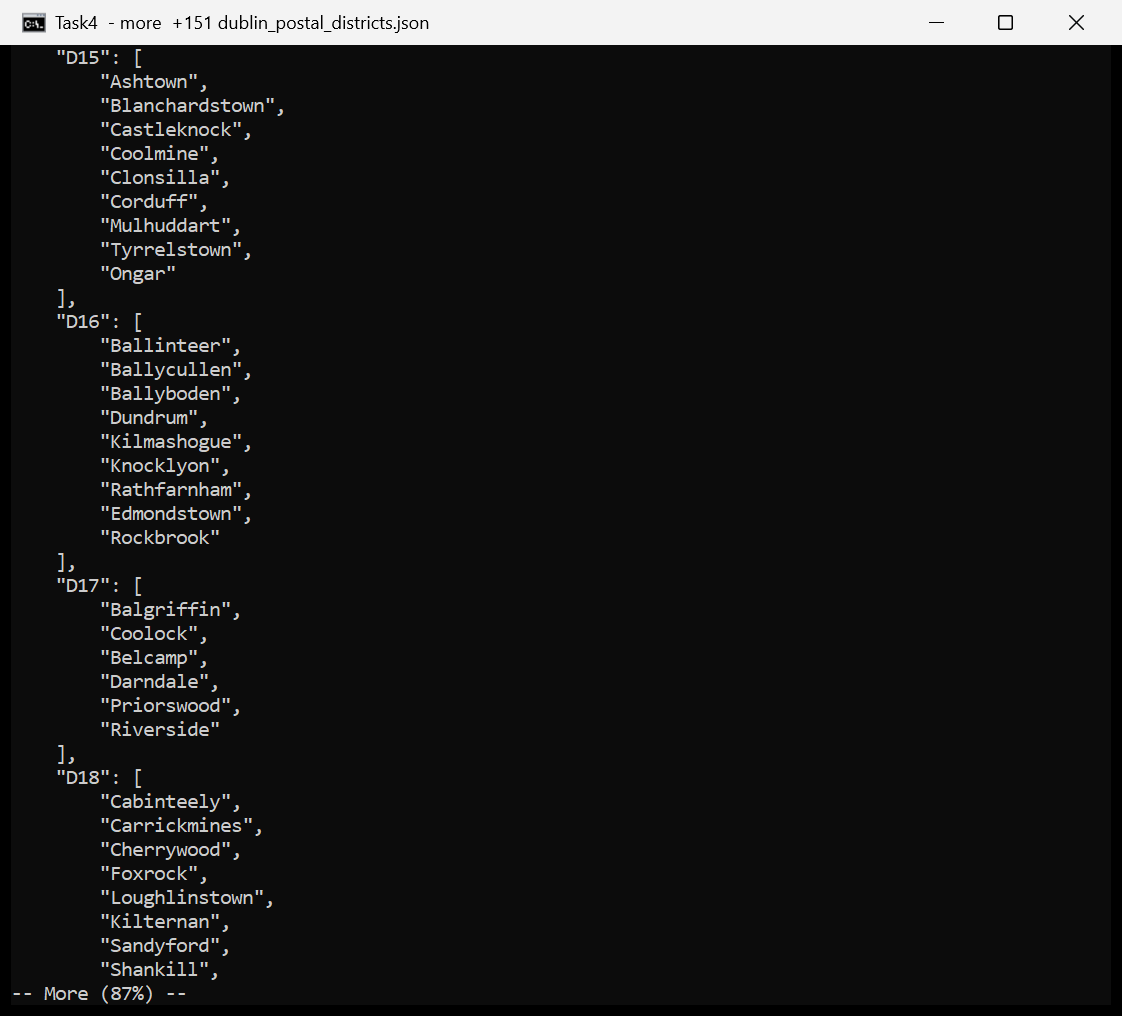 Task4 - more +151 dublin_postal_districts.json
"D15": [
"Ashtown",
"Blanchardstown",
"Castleknock",
"Coolmine",
"Clonsilla",
"Corduff",
"Mulhuddart",
"Tyrrelstown",
"Ongar"
],
"D16": [
"Ballinteer",
"Ballycullen",
"Ballyboden",
"Dundrum",
"Kilmashogue",
"Knocklyon",
"Rathfarnham",
"Edmondstown",
"Rockbrook"
],
"D17": [
"Balgriffin",
"Coolock",
"Belcamp",
"Darndale",
"Priorswood",
"Riverside"
],
"D18": [
"Cabinteely",
"Carrickmines",
"Cherrywood",
"Foxrock",
"Loughlinstown",
"Kilternan",
"Sandyford",
"Shankill",
-- More (87%) --